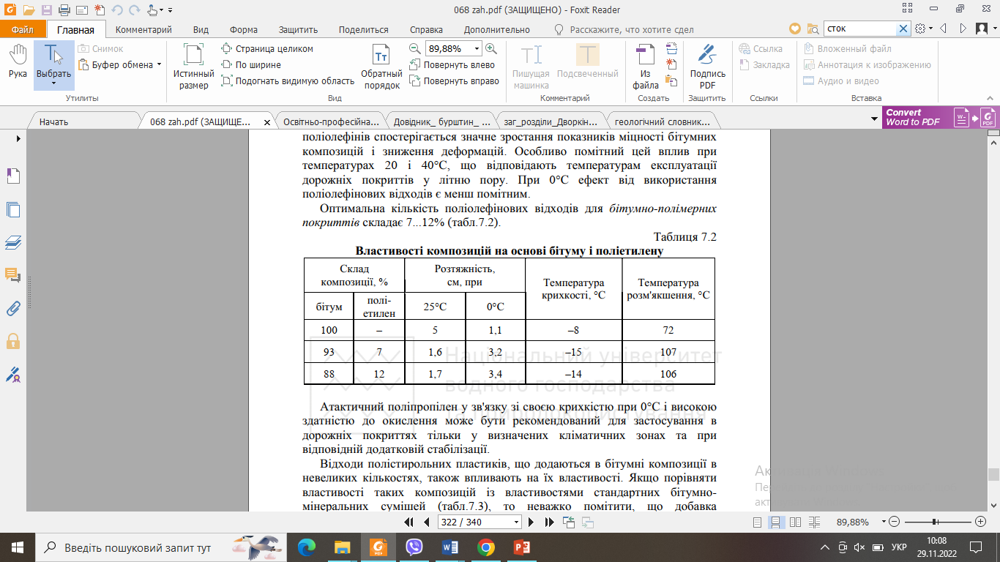 068 zah.pdf (ЗАЩИЩЕНО) - Foxit Reader
Файл Главная Комментарий Вид Форма Защитить Поделиться Справка Дополнительно Расскажите, что хотите сдел сток
Рука
Выбрать
Снимок
Буфер обмена
Утилиты
Истинный размер
Страница целиком
По ширине
Подогнать видимую область
Обратный порядок
89,88%
Повернуть влево
Повернуть вправо
Вид
Пишущая машинка
Подсвеченный
Комментарий
Из файла
Создать
Подпись PDF
Защитить
Ссылка
Закладка
Ссылки
Вложенный файл
Аннотация к изображению
Аудио и видео
Вставка
Начать 068 zah.pdf (ЗАЩИЩЕ... Освітньо-професійна... Довідник_ бурштин_ ... заг_розділи_Дворкін... геологічний словник...
Convert
Word to PDF
поліолефінів спостерігається значне зростання показників міцності бітумних
композицій і зниження деформацій. Особливо помітний цей вплив при
температурах 20 і 40°С, що відповідають температурам експлуатації
дорожніх покриттів у літню пору. При 0°С ефект від використання
поліолефінових відходів є менш помітним.
Оптимальна кількість поліолефінових відходів для бітумно-полімерних
покриттів складає 7...12% (табл.7.2).
Таблиця 7.2
Властивості композицій на основі бітуму і поліетилену
Склад композиції, % Розтяжність, см, при Температура крихкості, °С Температура розм'якшення, °С
бітум полі-етилен 25°С 0°С
100 – 5 1,1 –8 72
93 7 1,6 3,2 –15 107
88 12 1,7 3,4 –14 106
Національний університет
водного господарства
та природокористування
Атактичний поліпропілен у зв'язку зі своєю крихкістю при 0°С і високою
здатністю до окислення може бути рекомендований для застосування в
дорожніх покриттях тільки у визначених кліматичних зонах та при
відповідній додатковій стабілізації.
Відходи полістирольних пластиків, що додаються в бітумні композиції в
невеликих кількостях, також впливають на їх властивості. Якщо порівняти
властивості таких композицій із властивостями стандартних бітумно-
мінеральних сумішей (табл.7.3), то неважко помітити, що добавка
322 / 340
89,88%
Введіть пошуковий запит тут
УКР
10:08
29.11.2022